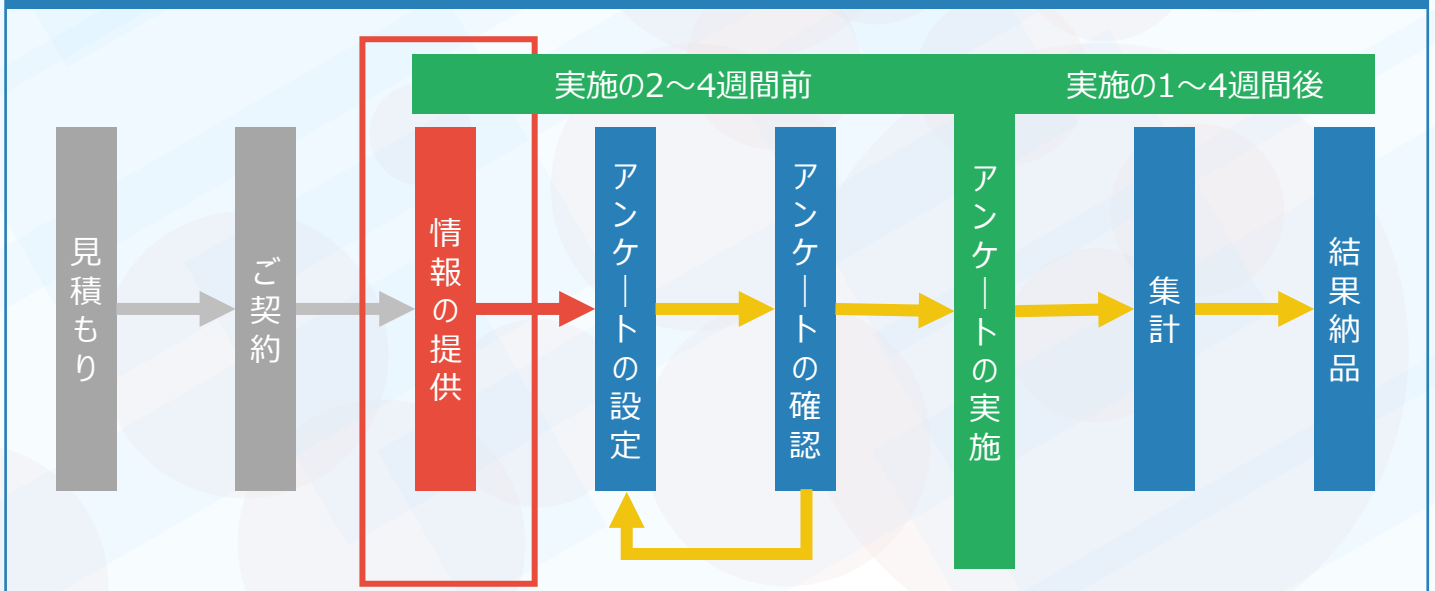 実施の2～4週間前
実施の1～4週間後
見積もり
ご契約
情報の提供
アンケートの設定
アンケートの確認
アンケートの実施
集計
結果納品